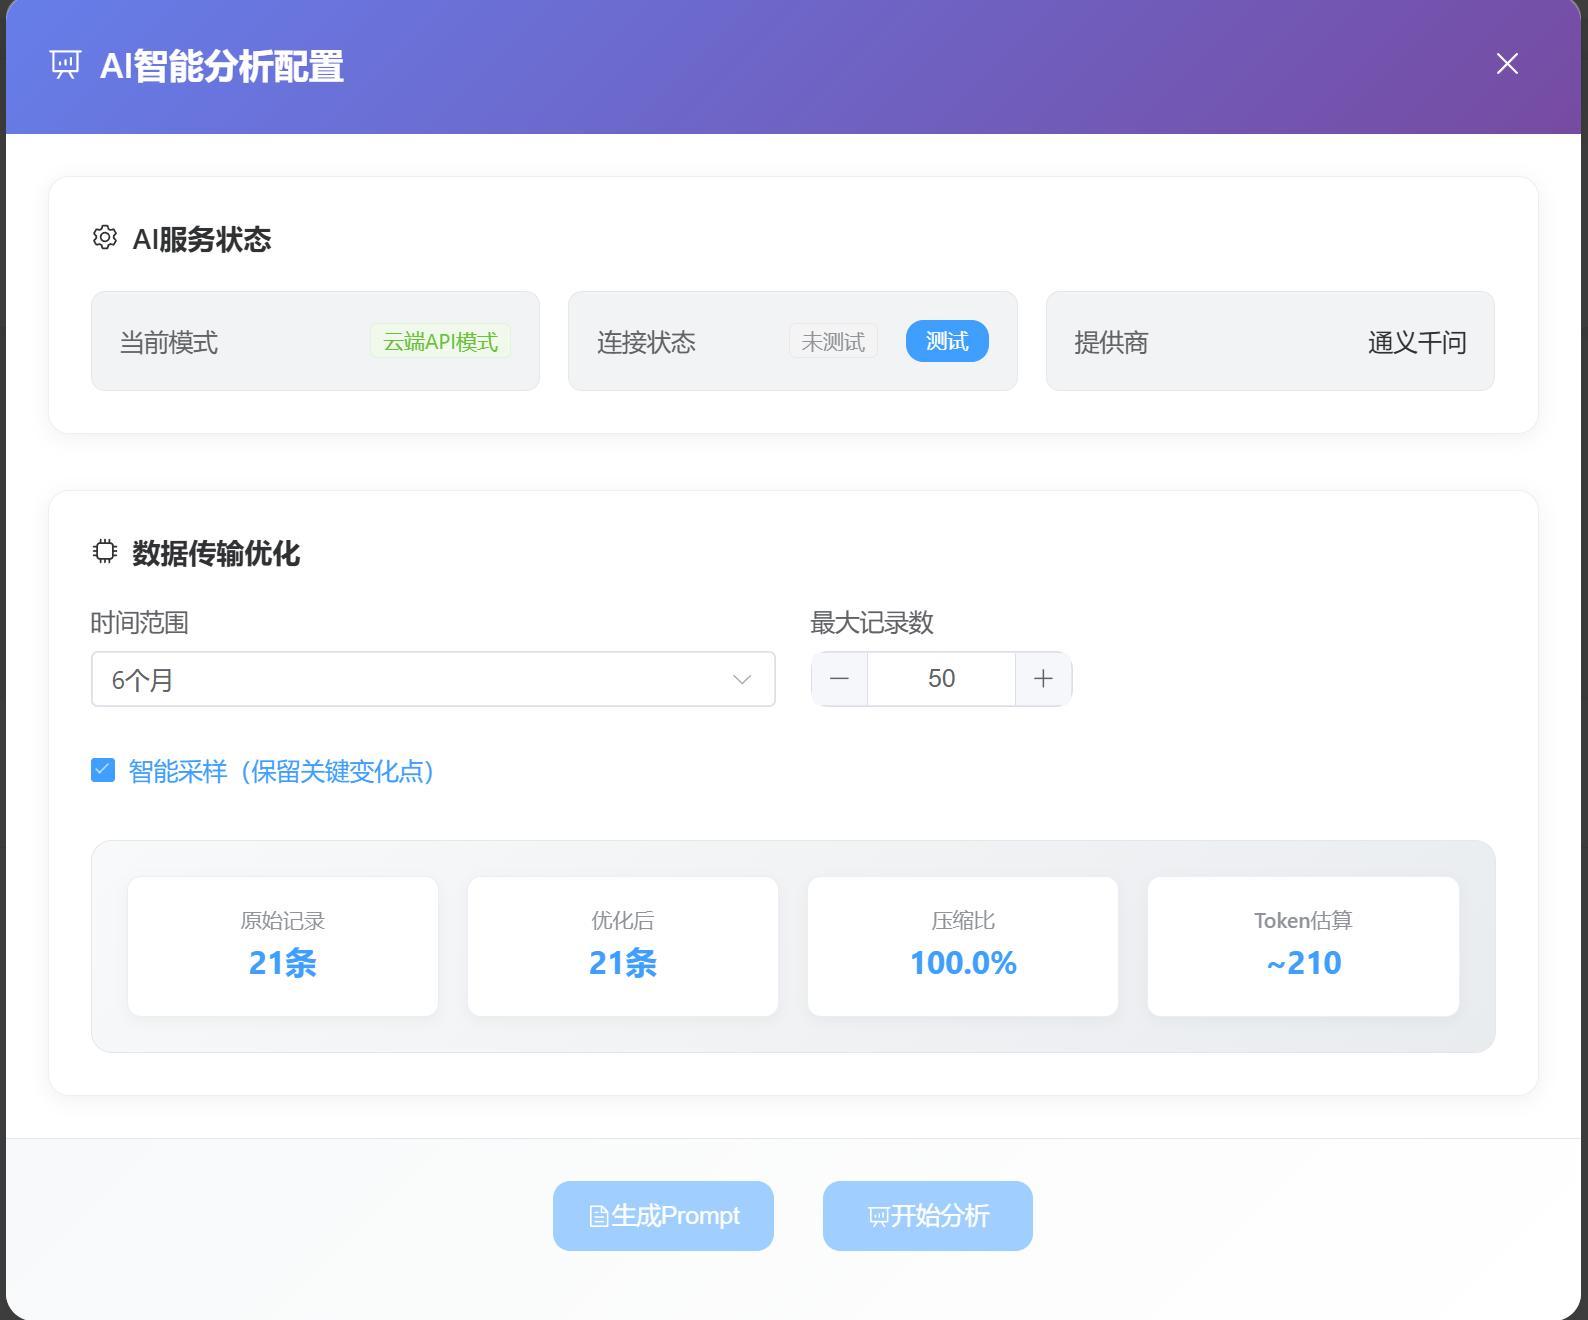 AI智能分析配置
AI服务状态
当前模式 云端API模式 连接状态 未测试 测试 提供商 通义千问
数据传输优化
时间范围 最大记录数
6个月 50
智能采样（保留关键变化点）
原始记录 优化后 压缩比 Token估算
21条 21条 100.0% ~210
生成Prompt 开始分析